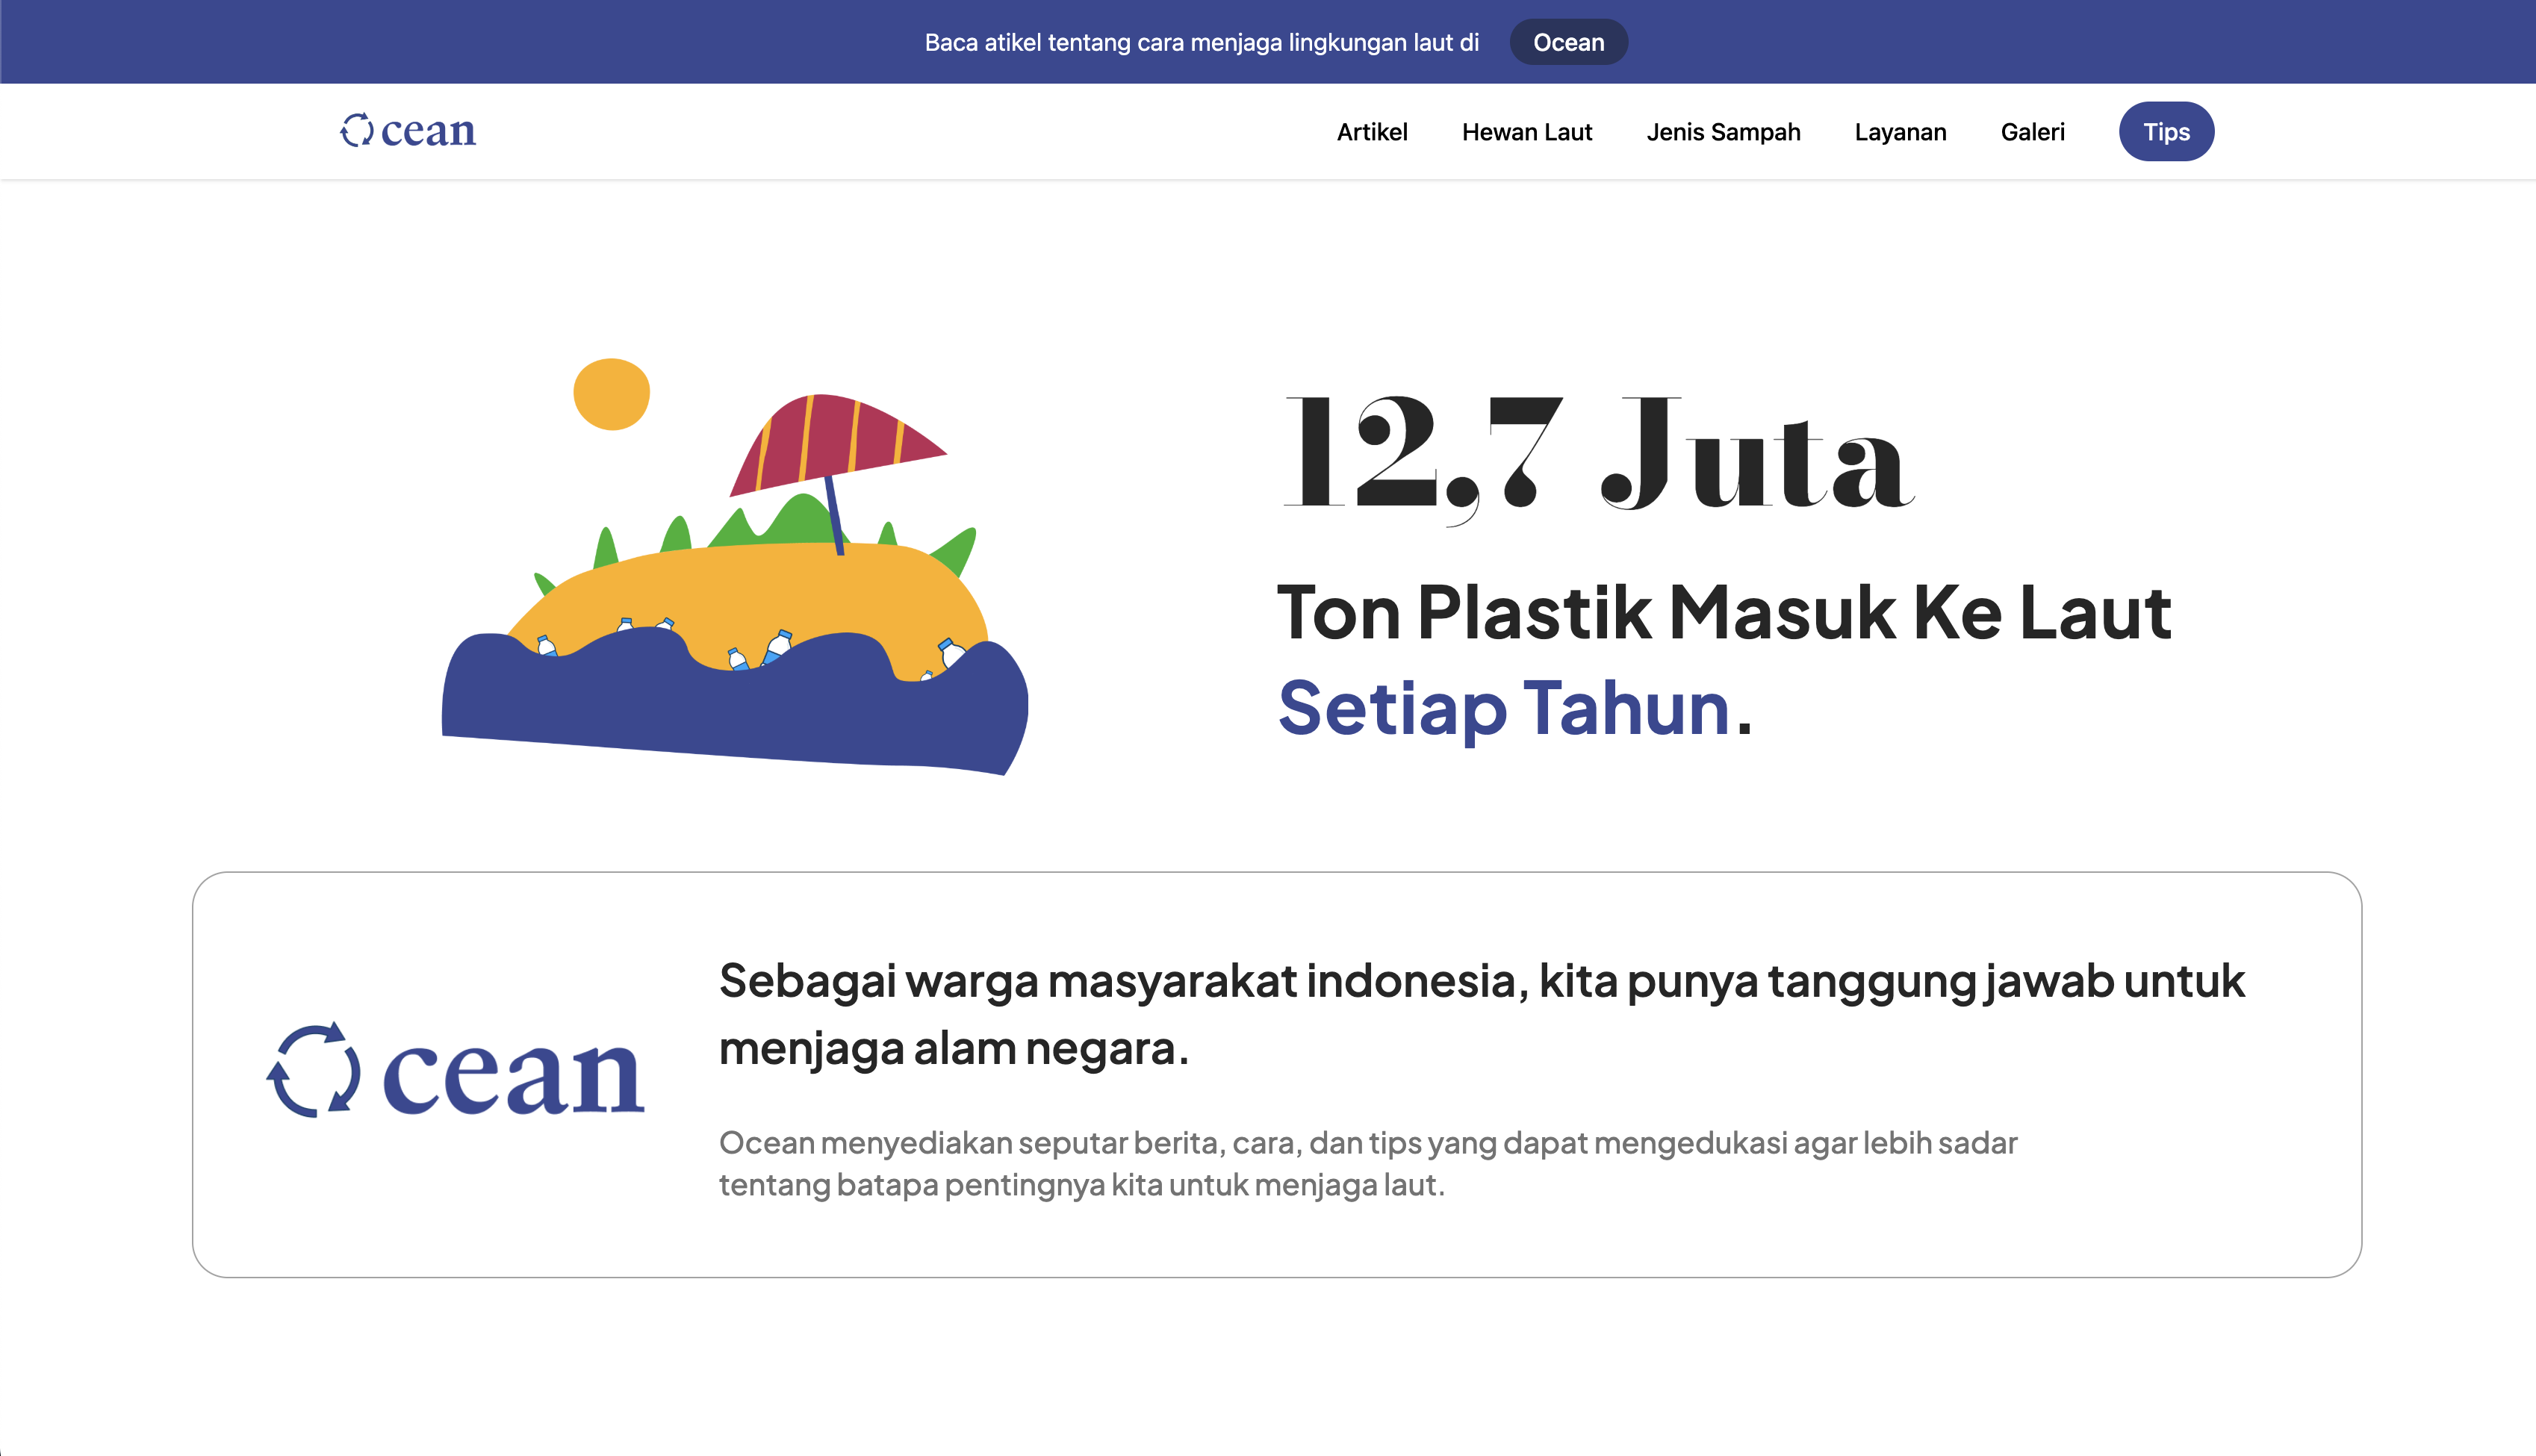 Baca atikel tentang cara menjaga lingkungan laut di Ocean
cean Artikel Hewan Laut Jenis Sampah Layanan Galeri Tips
12,7 Juta
Ton Plastik Masuk Ke Laut
Setiap Tahun.
cean
Sebagai warga masyarakat indonesia, kita punya tanggung jawab untuk
menjaga alam negara.
Ocean menyediakan seputar berita, cara, dan tips yang dapat mengedukasi agar lebih sadar
tentang batapa pentingnya kita untuk menjaga laut.